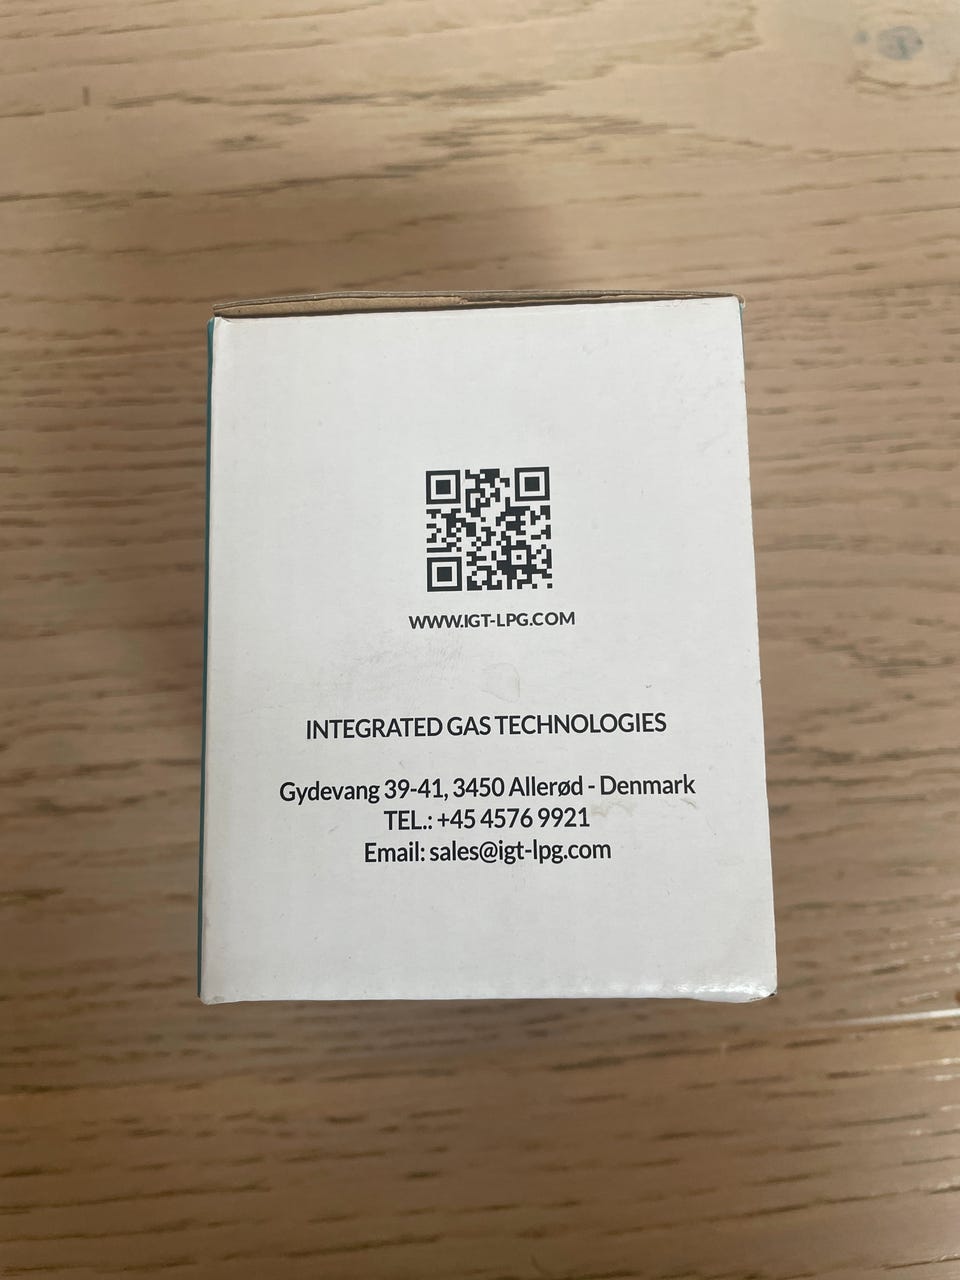 WWW.IGT-LPG.COM
INTEGRATED GAS TECHNOLOGIES
Gydevang 39-41, 3450 Allerød - Denmark
TEL.: +45 4576 9921
Email: sales@igt-lpg.com